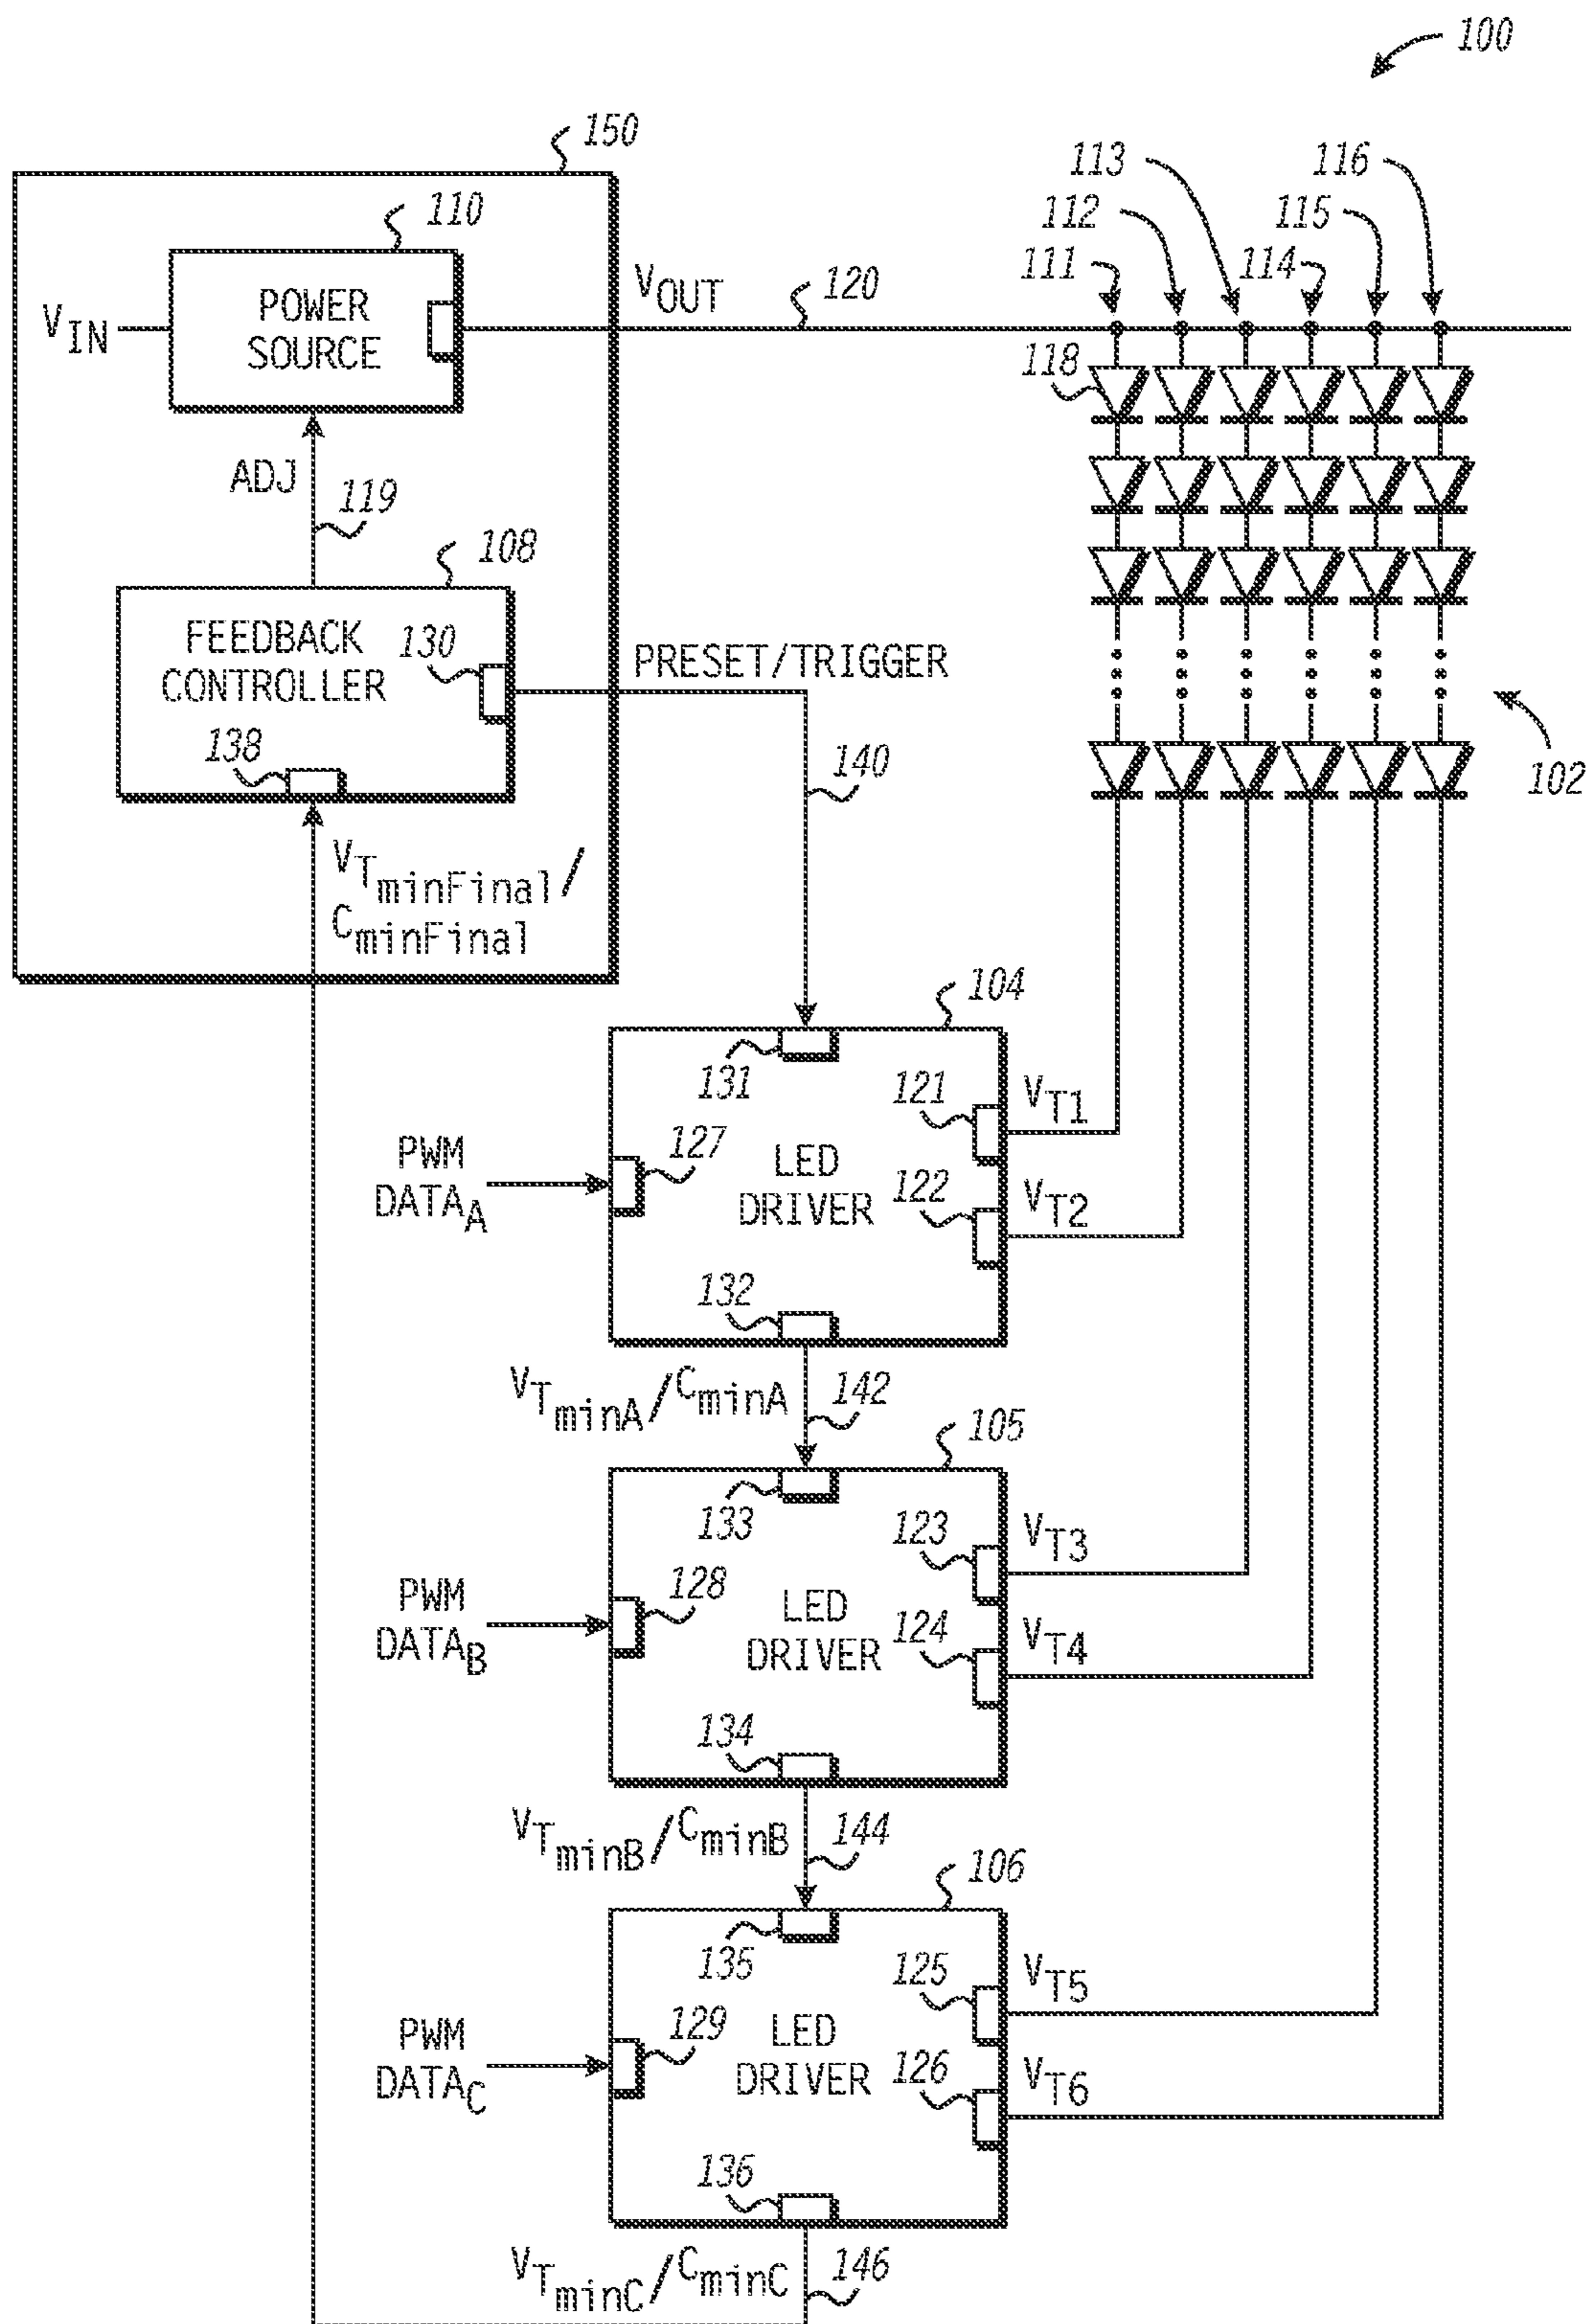 100
150
113
116
110
112
115
111
114
VIN
POWER
SOURCE
VOUT
120
118
ADJ
119
108
FEEDBACK
CONTROLLER
130
PRESET/TRIGGER
138
140
102
VTminFinal/
CminFinal
104
131
121
VT1
PWM
DATAA
127
LED
DRIVER
122
VT2
132
VTminA/CminA
142
105
133
123
VT3
PWM
DATAB
128
LED
DRIVER
124
VT4
134
VTminB/CminB
144
106
135
125
VT5
PWM
DATAC
129
LED
DRIVER
126
VT6
136
VTminC/CminC
146